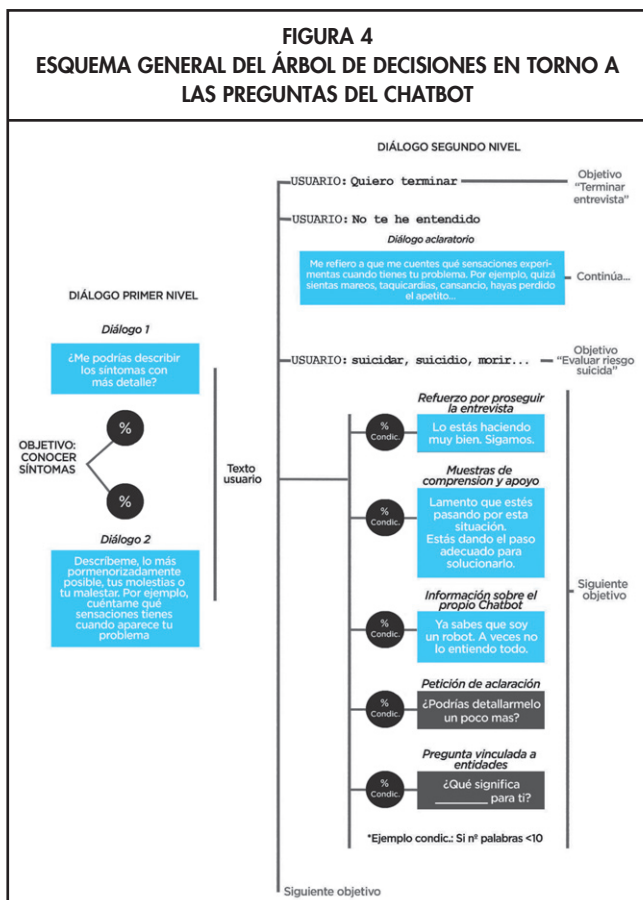 FIGURA 4
ESQUEMA GENERAL DEL ÁRBOL DE DECISIONES EN TORNO A
LAS PREGUNTAS DEL CHATBOT
DIÁLOGO PRIMER NIVEL
Diálogo 1
¿Me podrías describir
los síntomas con
más detalle?
%
OBJETIVO:
CONOCER
SÍNTOMAS
%
Diálogo 2
Descríbeme, lo más
pormenorizadamente
posible, tus molestias o
tu malestar. Por ejemplo,
cuéntame qué
sensaciones tienes
cuando aparece tu
problema
Texto
usuario
DIÁLOGO SEGUNDO NIVEL
USUARIO: Quiero terminar
Objetivo
"Terminar
entrevista"
USUARIO: No te he entendido
Diálogo aclaratorio
Me refiero a que me cuentes qué sensaciones experi-
mentas cuando tienes tu problema. Por ejemplo, quizá
sientas mareos, taquicardias, cansancio, hayas perdido
el apetito...
Continúa...
USUARIO: suicidar, suicidio, morir...
Objetivo
"Evaluar riesgo
suicida"
Refuerzo por proseguir
la entrevista
%
Condic.
Lo estás haciendo
muy bien. Sigamos.
Muestras de
comprension y apoyo
%
Condic.
Lamento que estés
pasando por esta
situación.
Estás dando el paso
adecuado para
solucionarlo.
Información sobre el
propio Chatbot
%
Condic.
Ya sabes que soy
un robot. A veces no
lo entiendo todo.
Petición de aclaración
%
Condic.
¿Podrías detallarmelo
un poco mas?
Pregunta vinculada a
entidades
%
Condic.
¿Qué significa
________ para ti?
Siguiente
objetivo
*Ejemplo condic.: Si nº palabras <10
Siguiente objetivo